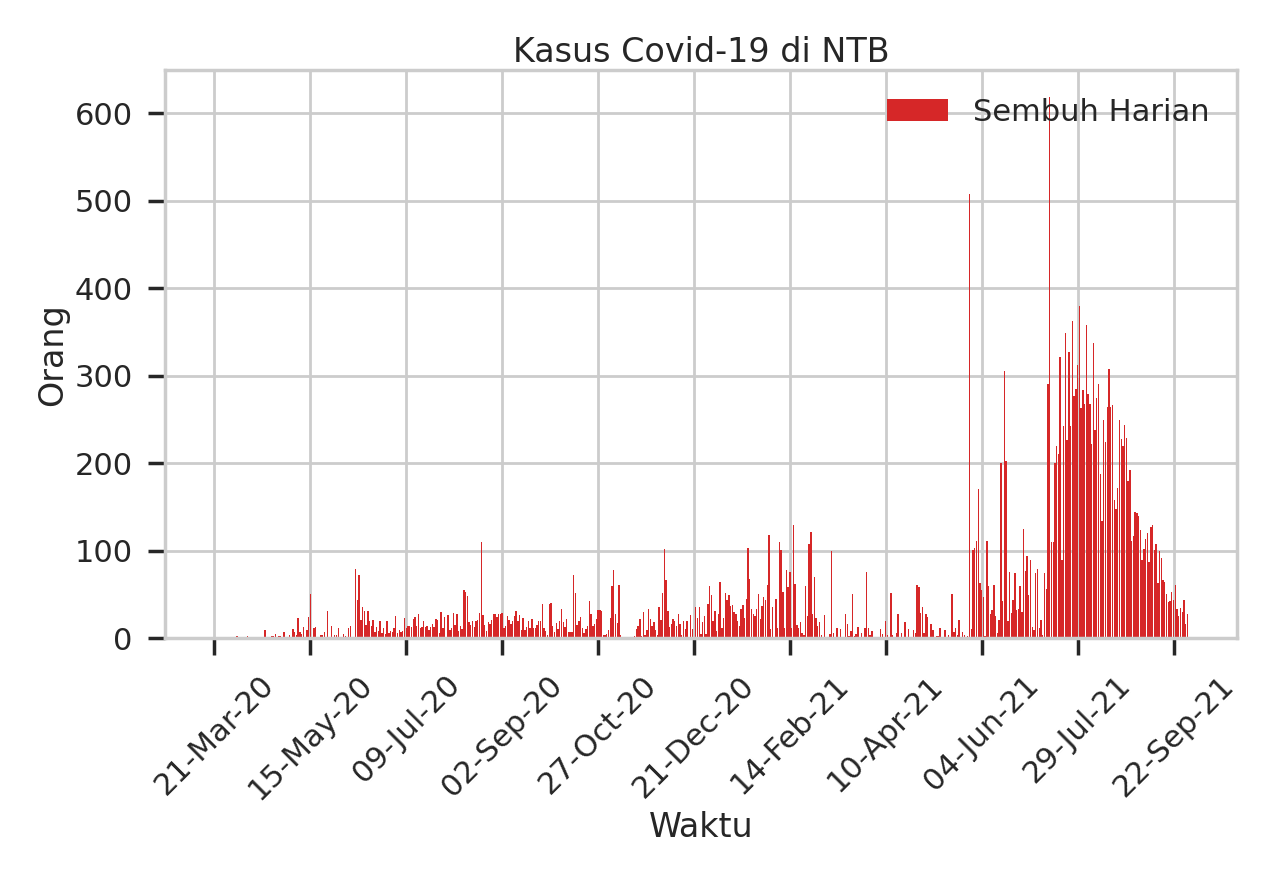 Kasus Covid-19 di NTB
Sembuh Harian
Orang
600
500
400
300
200
100
0
21-Mar-20
15-May-20
09-Jul-20
02-Sep-20
27-Oct-20
21-Dec-20
14-Feb-21
10-Apr-21
04-Jun-21
29-Jul-21
22-Sep-21
Waktu